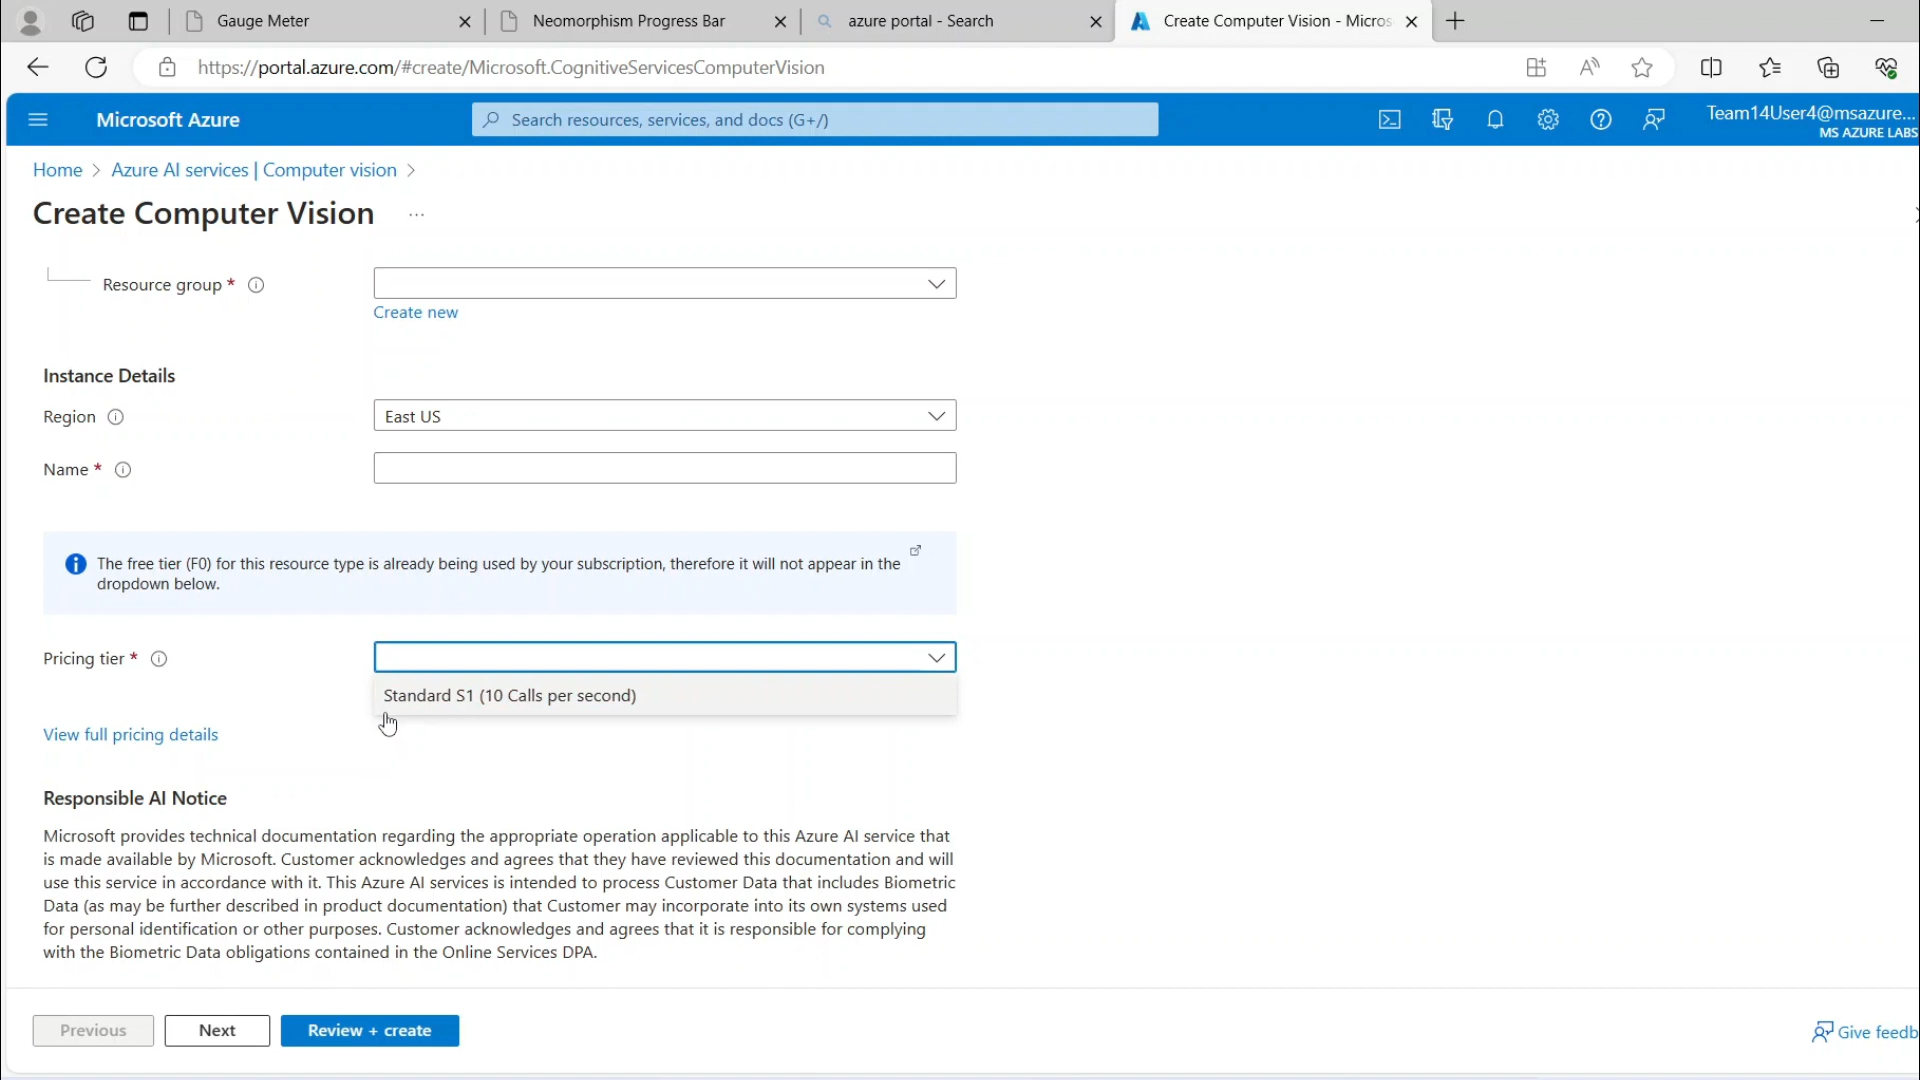 Gauge Meter
Neomorphism Progress Bar
azure portal - Search
Create Computer Vision - Micros
https://portal.azure.com/#create/Microsoft.CognitiveServicesComputerVision
Microsoft Azure
Search resources, services, and docs (G+/)
Team14User4@msazure...
MS AZURE LABS
Home > Azure AI services | Computer vision >
Create Computer Vision ...
Resource group *
Create new
Instance Details
Region
East US
Name *
The free tier (F0) for this resource type is already being used by your subscription, therefore it will not appear in the
dropdown below.
Pricing tier *
Standard S1 (10 Calls per second)
View full pricing details
Responsible AI Notice
Microsoft provides technical documentation regarding the appropriate operation applicable to this Azure AI service that
is made available by Microsoft. Customer acknowledges and agrees that they have reviewed this documentation and will
use this service in accordance with it. This Azure AI services is intended to process Customer Data that includes Biometric
Data (as may be further described in product documentation) that Customer may incorporate into its own systems used
for personal identification or other purposes. Customer acknowledges and agrees that it is responsible for complying
with the Biometric Data obligations contained in the Online Services DPA.
Previous
Next
Review + create
Give feedb